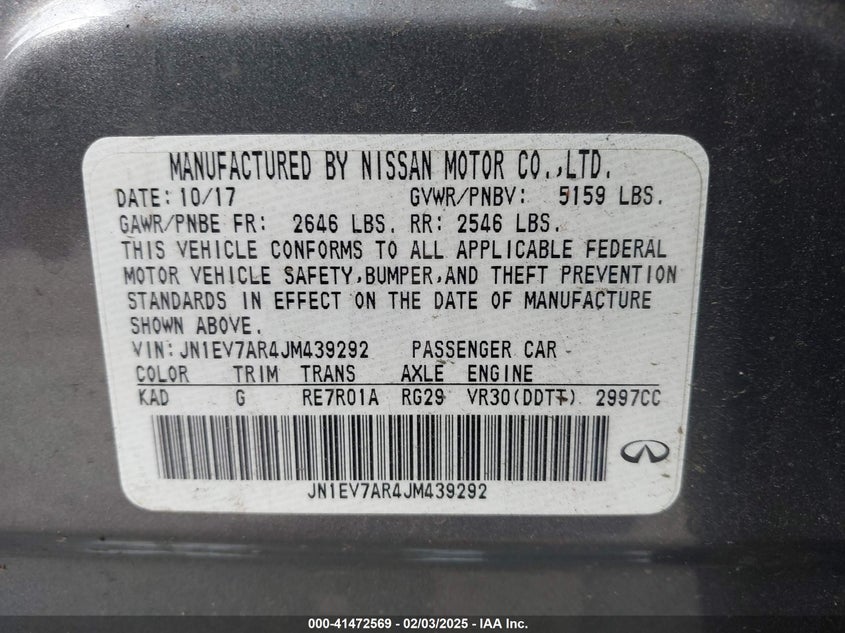 MANUFACTURED BY NISSAN MOTOR CO.,LTD.
DATE: 10/17 GVWR/PNBV: 5159 LBS.
GAWR/PNBE FR: 2646 LBS. RR: 2546 LBS.
THIS VEHICLE CONFORMS TO ALL APPLICABLE FEDERAL
MOTOR VEHICLE SAFETY,BUMPER,AND THEFT PREVENTION
STANDARDS IN EFFECT ON THE DATE OF MANUFACTURE
SHOWN ABOVE.
VIN: JN1EV7AR4JM439292 PASSENGER CAR
COLOR TRIM TRANS AXLE ENGINE
KAD G RE7R01A RG29 VR30(DDTT) 2997CC
JN1EV7AR4JM439292
000-41472569 | 02/03/2025 | IAA Inc.